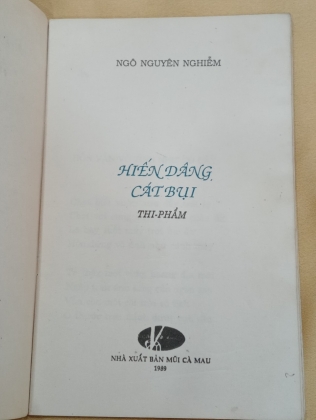 NGÔ NGUYÊN NGHIỄM
HIẾN DÂNG
CÁT BỤI
THI-PHẨM
NHÀ XUẤT BẢN MŨI CÀ MAU
1989